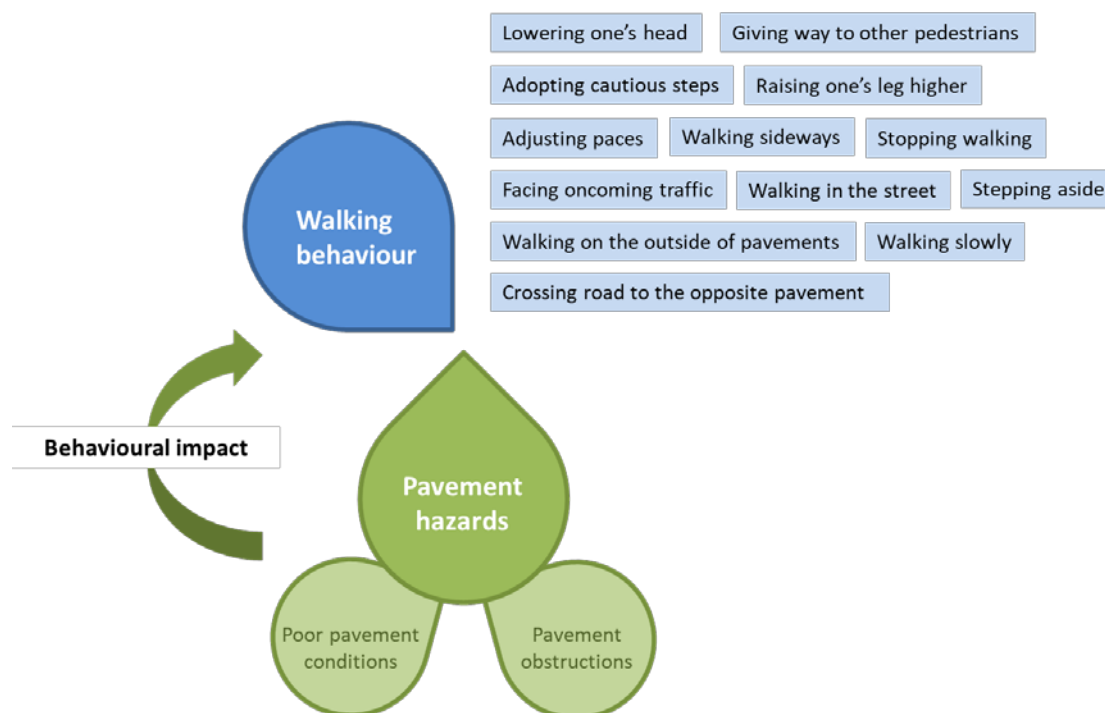 Lowering one's head
Giving way to other pedestrians
Adopting cautious steps
Raising one's leg higher
Adjusting paces
Walking sideways
Stopping walking
Facing oncoming traffic
Walking in the street
Stepping aside
Walking on the outside of pavements
Walking slowly
Crossing road to the opposite pavement
Walking
behaviour
Behavioural impact
Pavement
hazards
Poor pavement
conditions
Pavement
obstructions